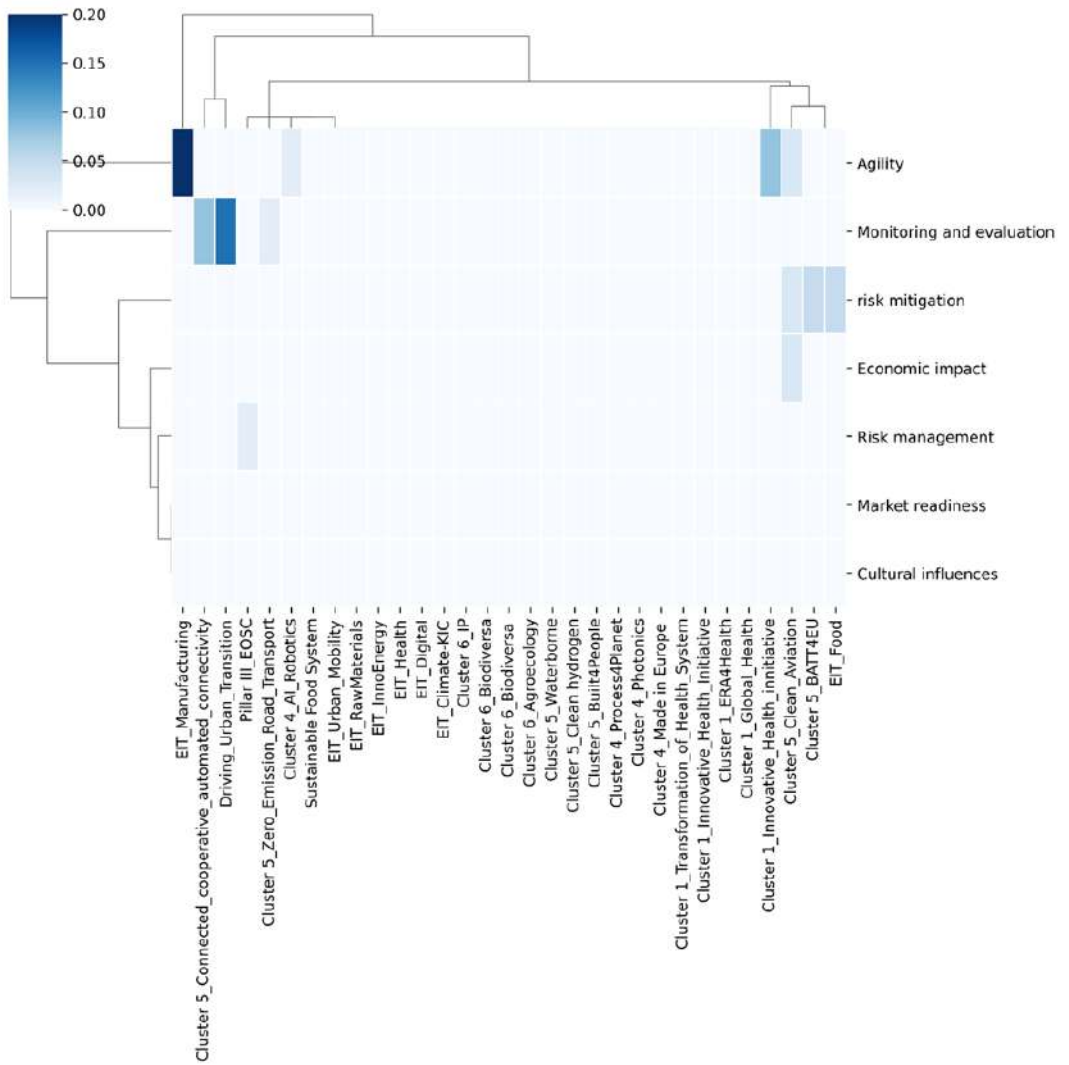 0.20
0.15
0.10
0.05
0.00
Agility
Monitoring and evaluation
risk mitigation
Economic impact
Risk management
Market readiness
Cultural influences
EIT_Manufacturing
Cluster 5_Connected_cooperative_automated_connectivity
Driving_Urban_Transition
Pillar III_EOSC
Cluster 5_Zero_Emission_Road_Transport
Cluster 4_AI_Robotics
Sustainable Food System
EIT_Urban_Mobility
EIT_RawMaterials
EIT_InnoEnergy
EIT_Health
EIT_Digital
EIT_Climate-KIC
Cluster 6_IP
Cluster 6_Biodiversa
Cluster 6_Biodiversa
Cluster 6_Agroecology
Cluster 5_Waterborne
Cluster 5_Clean hydrogen
Cluster 5_Built4People
Cluster 4_Process4Planet
Cluster 4_Photonics
Cluster 4_Made in Europe
Cluster 1_Transformation_of_Health_System
Cluster 1_Innovative_Health_Initiative
Cluster 1_ERA4Health
Cluster 1_Global_Health
Cluster 1_Innovative_Health_innitiative
Cluster 5_Clean_Aviation
Cluster 5_BATT4EU
EIT_Food